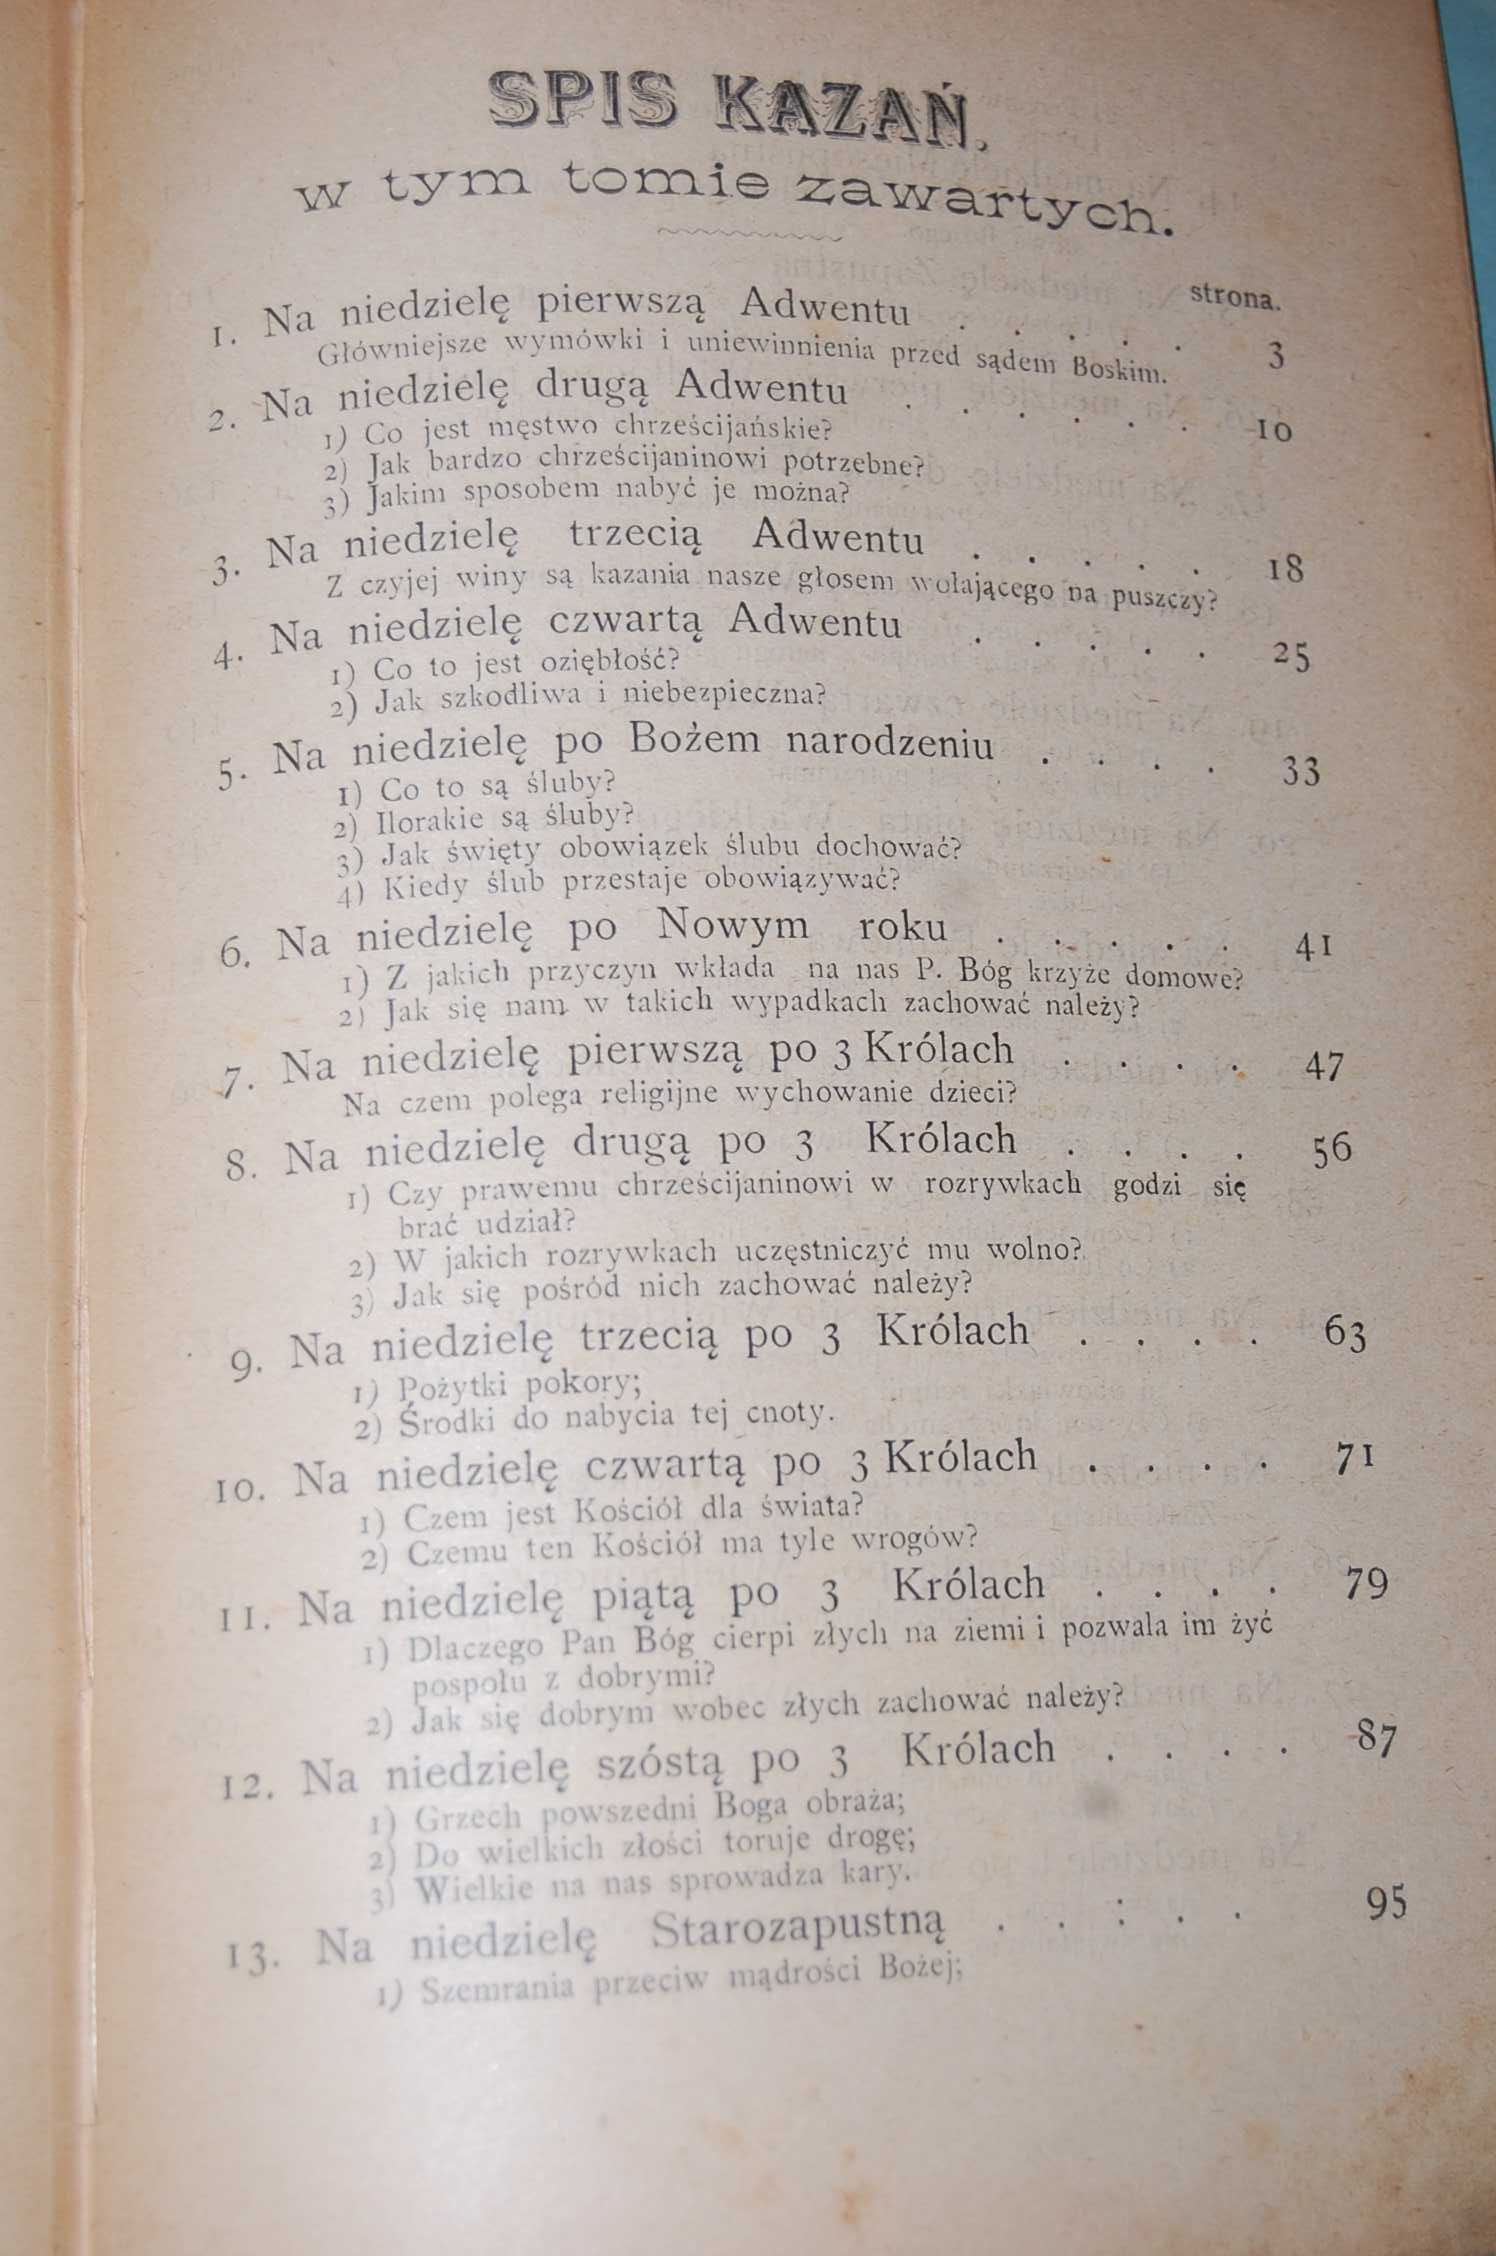 SPIS KAZAŃ.
w tym tomie zawartych.
strona.
1. Na niedzielę pierwszą Adwentu . . . . . 3
Główniejsze wymówki i uniewinnienia przed sądem Boskim.
2. Na niedzielę drugą Adwentu . . . . . . 10
1) Co jest męstwo chrześcijańskie?
2) Jak bardzo chrześcijaninowi potrzebne?
3) Jakim sposobem nabyć je można?
3. Na niedzielę trzecią Adwentu . . . . . 18
Z czyjej winy są kazania nasze głosem wołającego na puszczy?
4. Na niedzielę czwartą Adwentu . . . . . 25
1) Co to jest oziębłość?
2) Jak szkodliwa i niebezpieczna?
5. Na niedzielę po Bożem narodzeniu . . . . 33
1) Co to są śluby?
2) Ilorakie są śluby?
3) Jak święty obowiązek ślubu dochować?
4) Kiedy ślub przestaje obowiązywać?
6. Na niedzielę po Nowym roku . . . . . 41
1) Z jakich przyczyn wkłada na nas P. Bóg krzyże domowe?
2) Jak się nam w takich wypadkach zachować należy?
7. Na niedzielę pierwszą po 3 Królach . . . . 47
Na czem polega religijne wychowanie dzieci?
8. Na niedzielę drugą po 3 Królach . . . . 56
1) Czy prawemu chrześcijaninowi w rozrywkach godzi się
brać udział?
2) W jakich rozrywkach uczęstniczyć mu wolno?
3) Jak się pośród nich zachować należy?
9. Na niedzielę trzecią po 3 Królach . . . . 63
1) Pożytki pokory;
2) Środki do nabycia tej cnoty.
10. Na niedzielę czwartą po 3 Królach . . . . 71
1) Czem jest Kościół dla świata?
2) Czemu ten Kościół ma tyle wrogów?
11. Na niedzielę piątą po 3 Królach . . . . 79
1) Dlaczego Pan Bóg cierpi złych na ziemi i pozwala im żyć
pospołu z dobrymi?
2) Jak się dobrym wobec złych zachować należy?
12. Na niedzielę szóstą po 3 Królach . . . . 87
1) Grzech powszedni Boga obraża;
2) Do wielkich złości toruje drogę;
3) Wielkie na nas sprowadza kary.
13. Na niedzielę Starozapustną . . . . . 95
1) Szemrania przeciw mądrości Bożej;